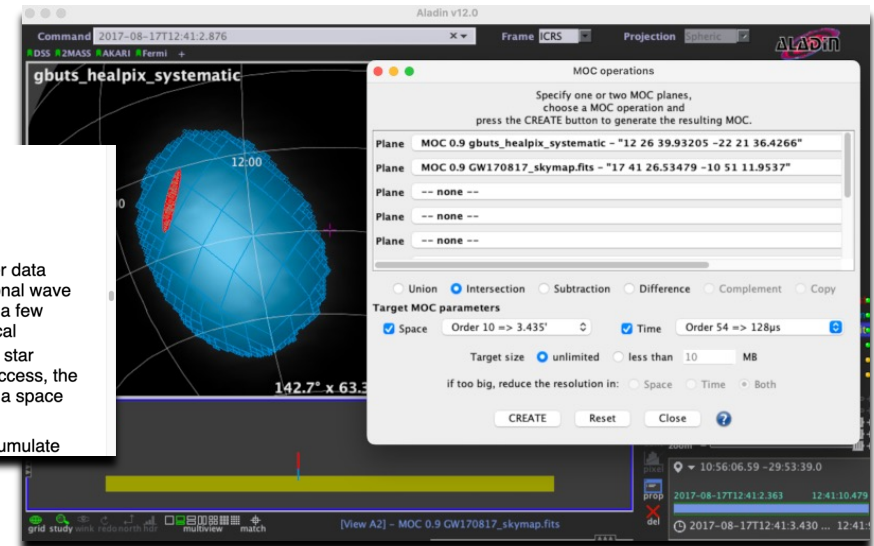 Aladin v12.0
Command 2017-08-17T12:41:2.876 Frame ICRS Projection Spheric
DSS 2MASS AKARI Fermi +
ALADIN
gbuts_healpix_systematic
12:00
142.7° x 63.3
r data
onal wave
a few
cal
star
ccess, the
a space
umulate
MOC operations
Specify one or two MOC planes,
choose a MOC operation and
press the CREATE button to generate the resulting MOC.
Plane MOC 0.9 gbuts_healpix_systematic - "12 26 39.93205 -22 21 36.4266"
Plane MOC 0.9 GW170817_skymap.fits - "17 41 26.53479 -10 51 11.9537"
Plane -- none --
Plane -- none --
Plane -- none --
Union Intersection Subtraction Difference Complement Copy
Target MOC parameters
Space Order 10 => 3.435' Time Order 54 => 128µs
Target size unlimited less than 10 MB
if too big, reduce the resolution in: Space Time Both
CREATE Reset Close ?
zoom
pixel
prop
del
10:56:06.59 -29:53:39.0
2017-08-17T12:41:2.363 12:41:10.479
2017-08-17T12:41:3.430 ... 12:41:
grid study wink redo north hdr multiview match
[View A2] - MOC 0.9 GW170817_skymap.fits